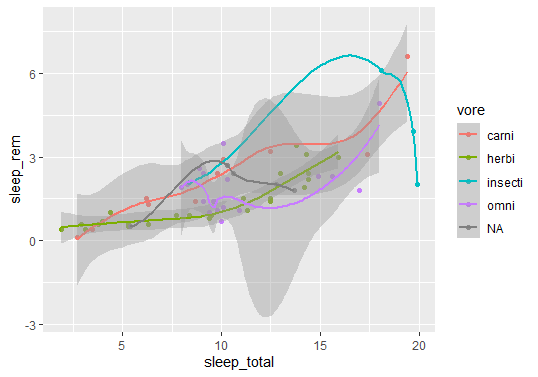 6
3
0
-3
sleep_rem
5
10
15
20
sleep_total
vore
carni
herbi
insecti
omni
NA